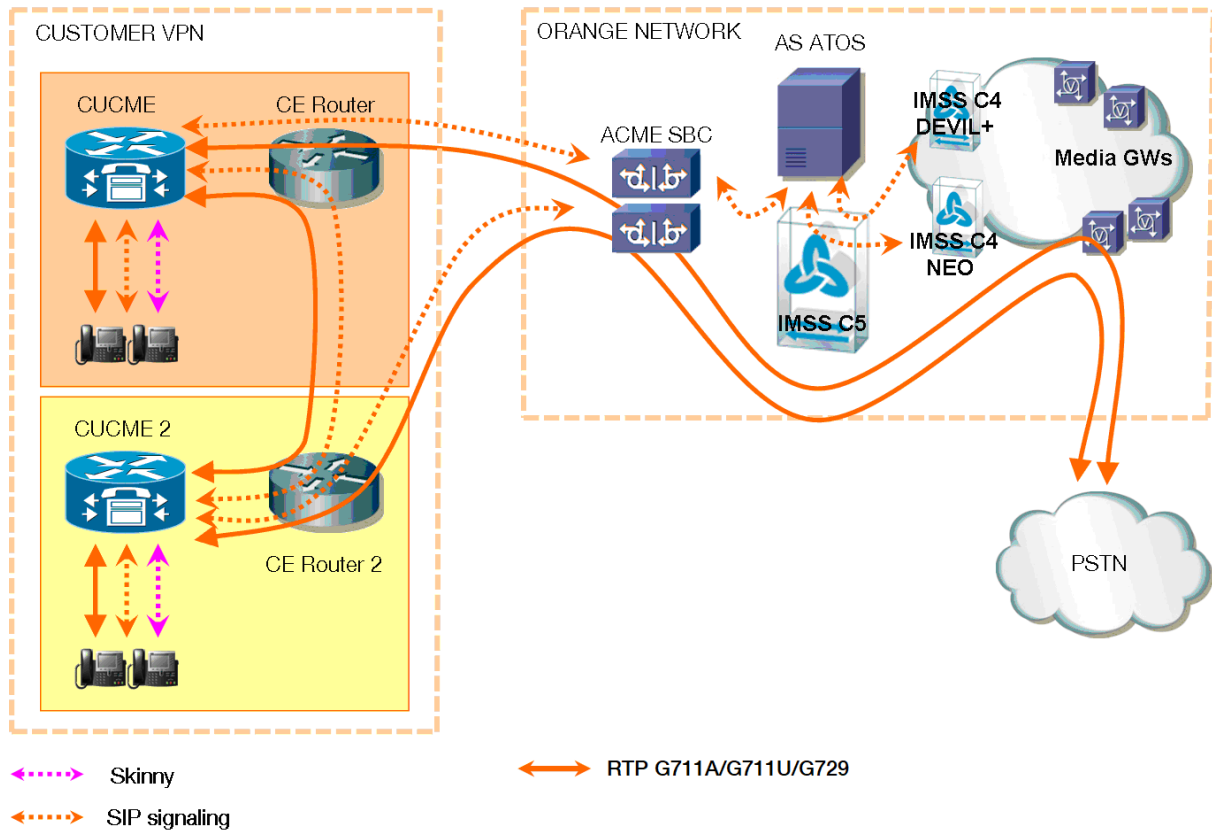 CUSTOMER VPN
CUCME
CE Router
CUCME 2
CE Router 2
ORANGE NETWORK
AS ATOS
ACME SBC
IMSS C4
DEVIL+
Media GWs
IMSS C4
NEO
IMSS C5
PSTN
Skinny
SIP signaling
RTP G711A/G711U/G729